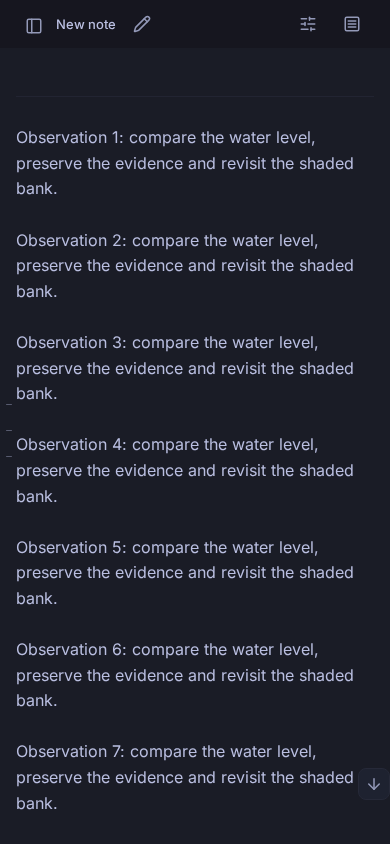 New note
Observation 1: compare the water level,
preserve the evidence and revisit the shaded
bank.
Observation 2: compare the water level,
preserve the evidence and revisit the shaded
bank.
Observation 3: compare the water level,
preserve the evidence and revisit the shaded
bank.
Observation 4: compare the water level,
preserve the evidence and revisit the shaded
bank.
Observation 5: compare the water level,
preserve the evidence and revisit the shaded
bank.
Observation 6: compare the water level,
preserve the evidence and revisit the shaded
bank.
Observation 7: compare the water level,
preserve the evidence and revisit the shaded
bank.